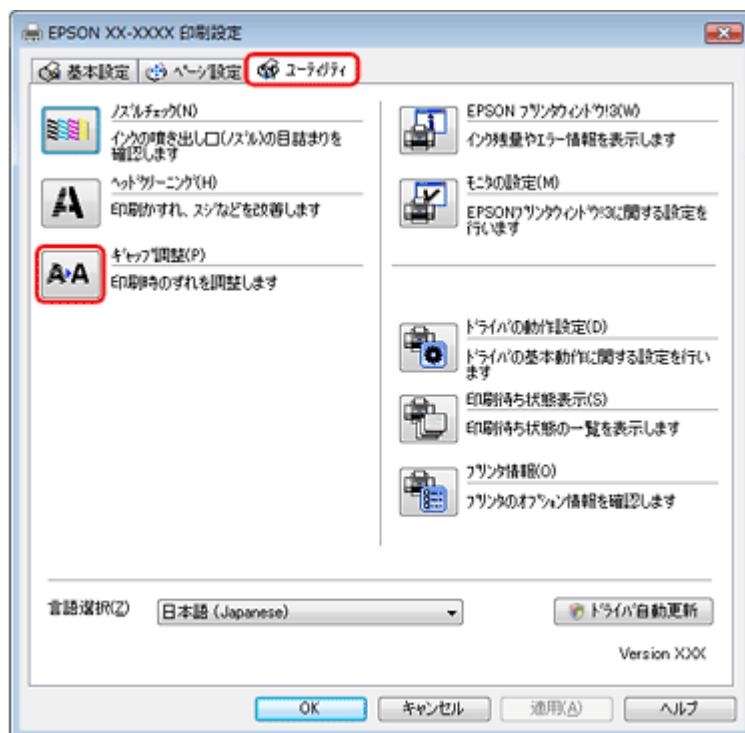 EPSON XX-XXXX 印刷設定
基本設定
ページ設定
ユーティリティ
ノズルチェック(N)
インクの噴き出し口(ノズル)の目詰まりを
確認します
ヘッドクリーニング(H)
印刷かすれ、スジなどを改善します
ギャップ調整(P)
印刷時のずれを調整します
EPSON プリンタウィンドウ!3(W)
インク残量やエラー情報を表示します
モニタの設定(M)
EPSONプリンタウィンドウ!3に関する設定を
行います
ドライバの動作設定(D)
ドライバの基本動作に関する設定を行い
ます
印刷待ち状態表示(S)
印刷待ち状態の一覧を表示します
プリンタ情報(O)
プリンタのオプション情報を確認します
言語選択(Z)
日本語 (Japanese)
ドライバ自動更新
Version XXX
OK
キャンセル
適用(A)
ヘルプ